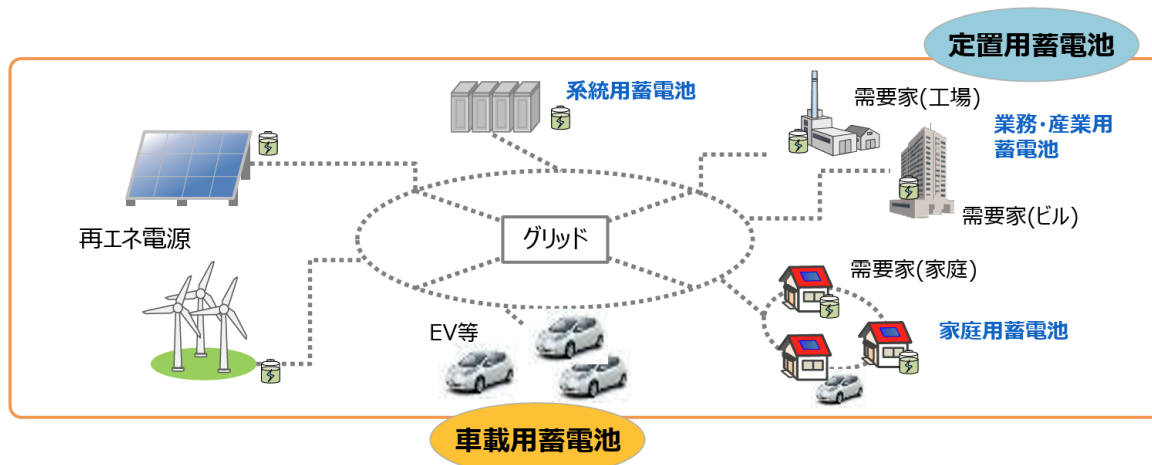 定置用蓄電池
系統用蓄電池
需要家(工場)
業務・産業用
蓄電池
再エネ電源
グリッド
需要家(ビル)
需要家(家庭)
EV等
家庭用蓄電池
車載用蓄電池